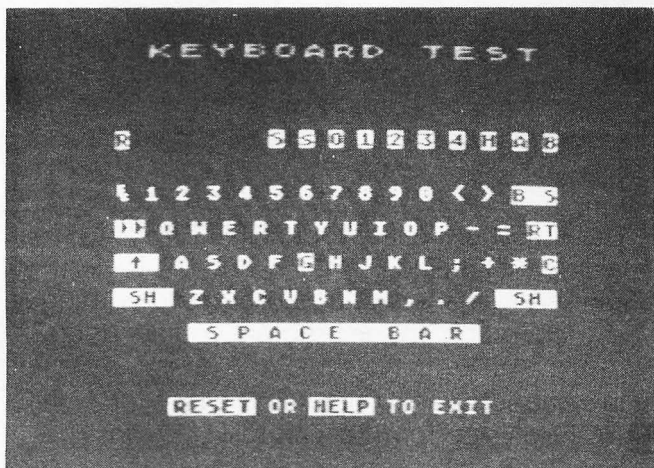 KEYBOARD TEST
R S S O 1 2 3 4 H A B
1 2 3 4 5 6 7 8 9 0 < > B S
Q W E R T Y U I O P - = RT
↑ A S D F G H J K L ; + * C
SH Z X C V B N M , . / SH
SPACE BAR
RESET OR HELP TO EXIT